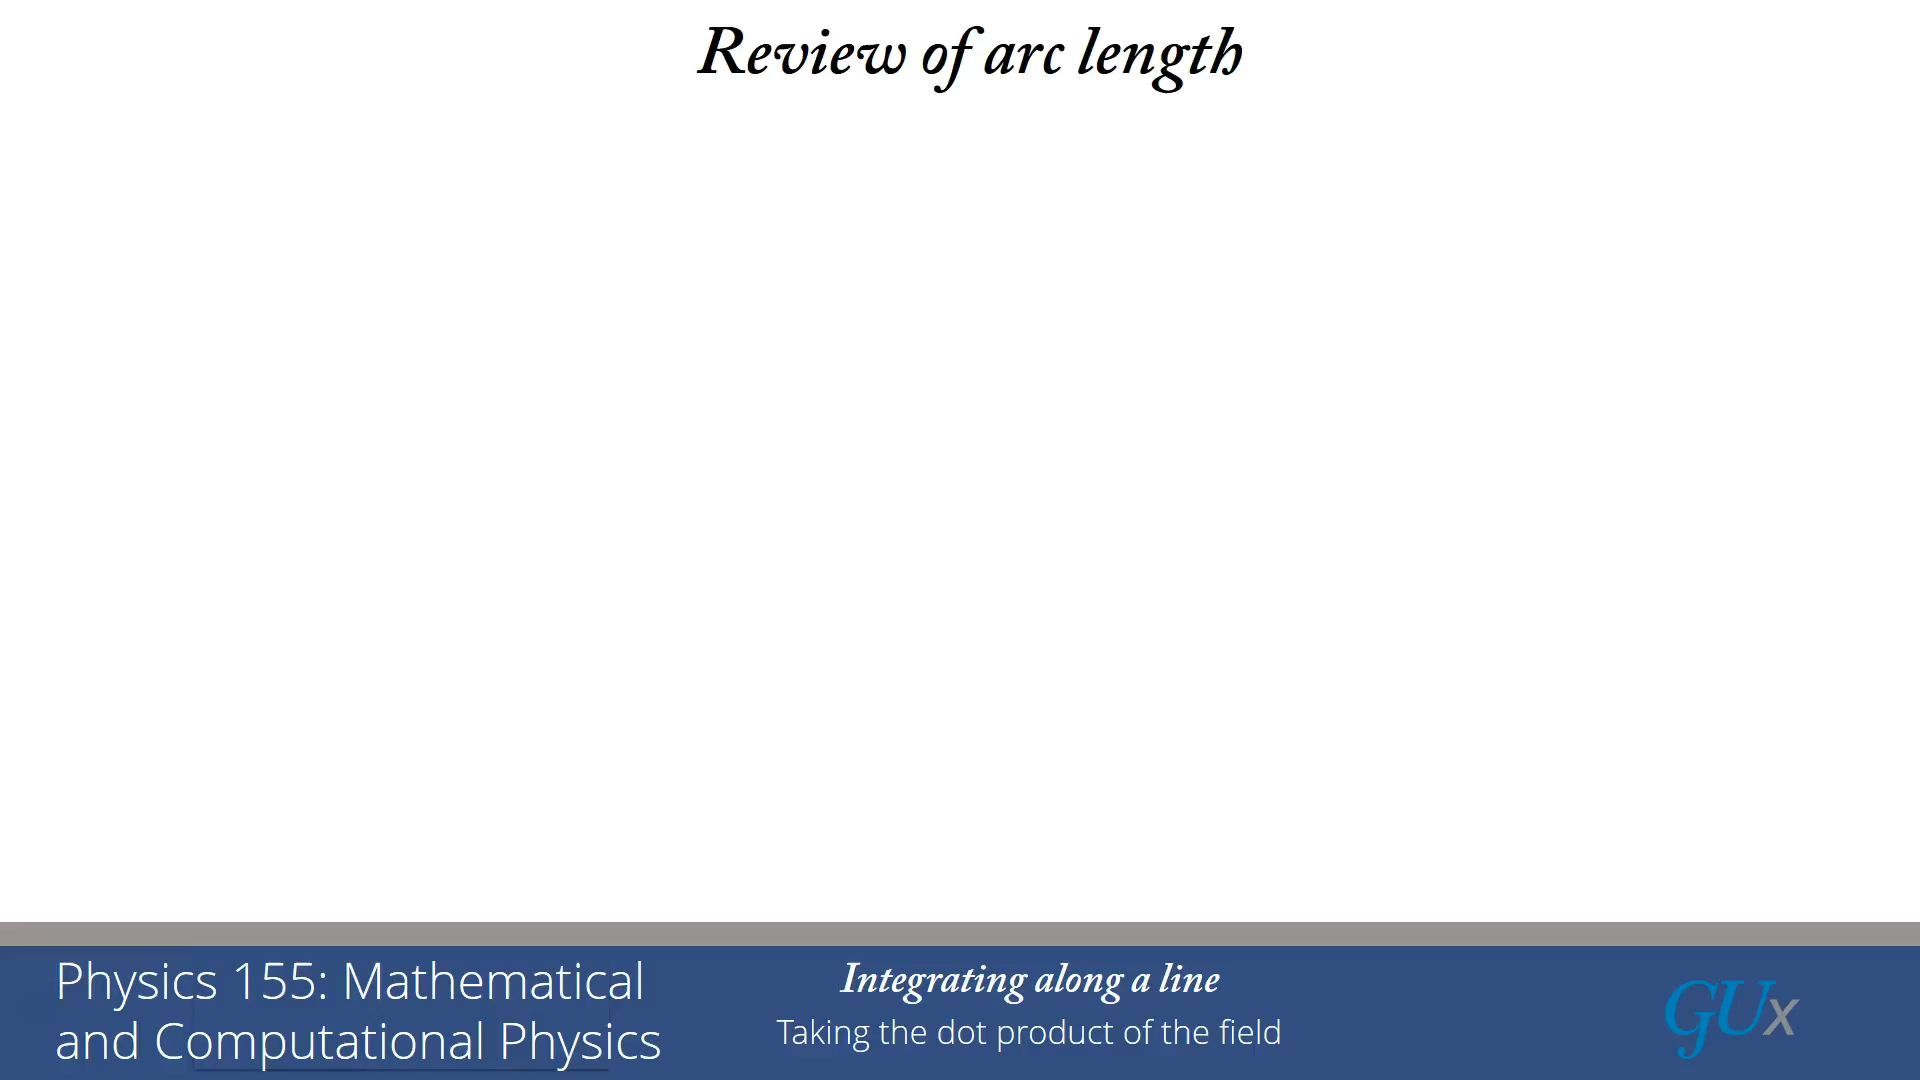 Review of arc length
Physics 155: Mathematical
and Computational Physics
Integrating along a line
Taking the dot product of the field
GUx